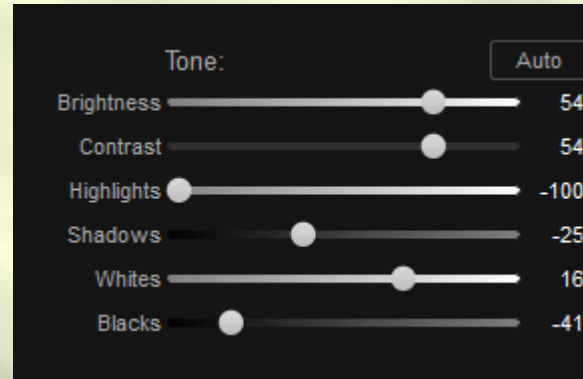 Tone: Auto
Brightness 54
Contrast 54
Highlights -100
Shadows -25
Whites 16
Blacks -41